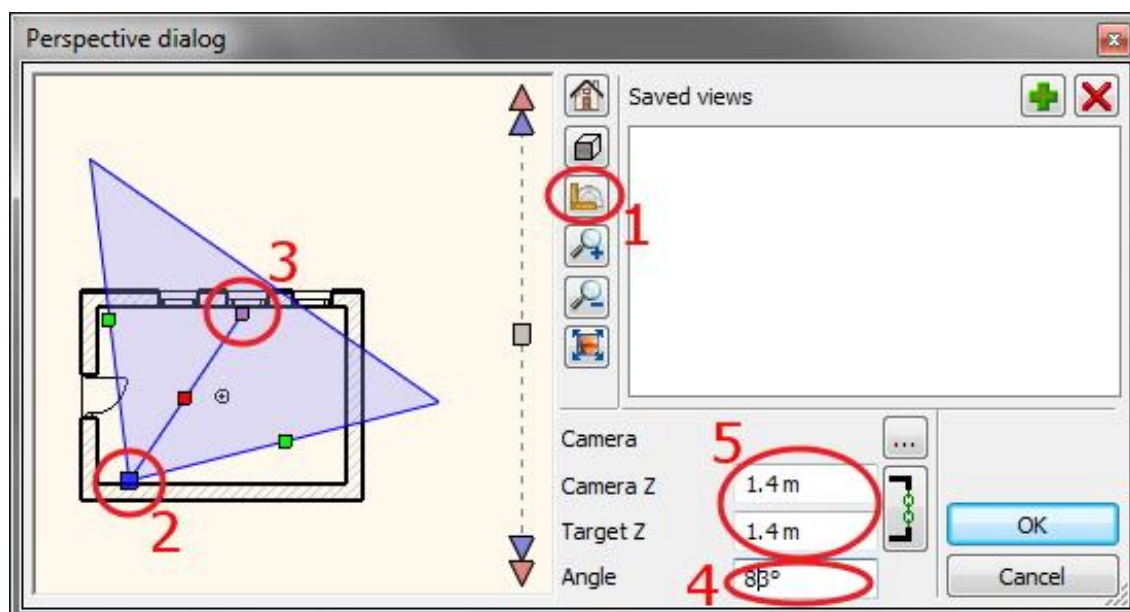 Perspective dialog
Saved views
1
3
2
Camera
...
5
Camera Z 1.4 m
Target Z 1.4 m
OK
Angle 4 83°
Cancel